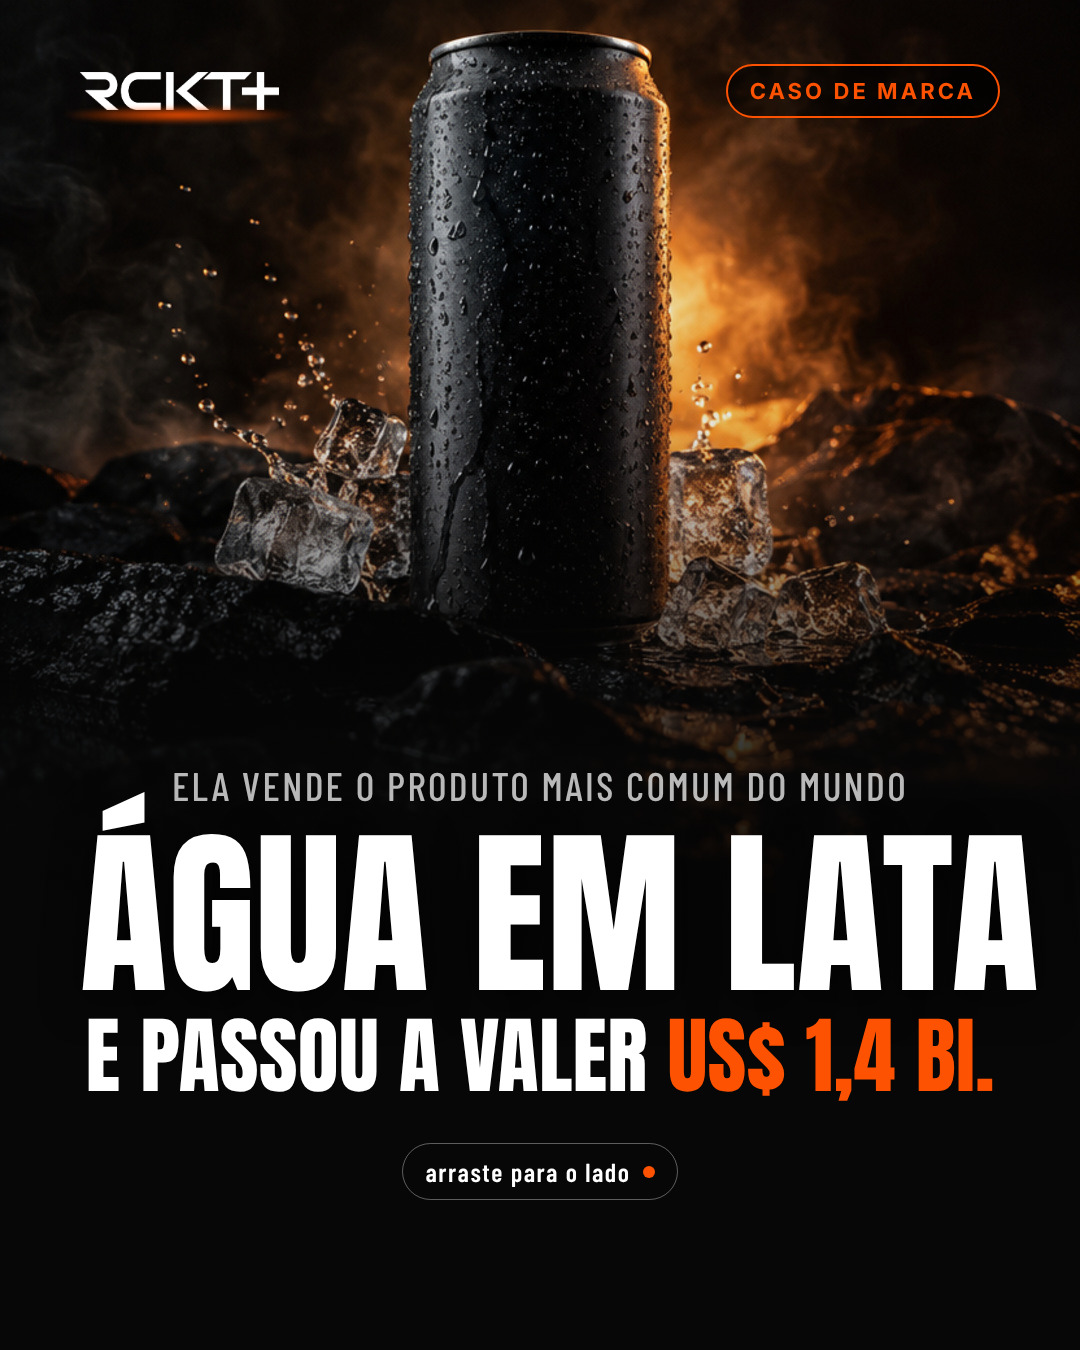 RCKT+
CASO DE MARCA
ELA VENDE O PRODUTO MAIS COMUM DO MUNDO
ÁGUA EM LATA
E PASSOU A VALER US$ 1,4 BI.
arraste para o lado